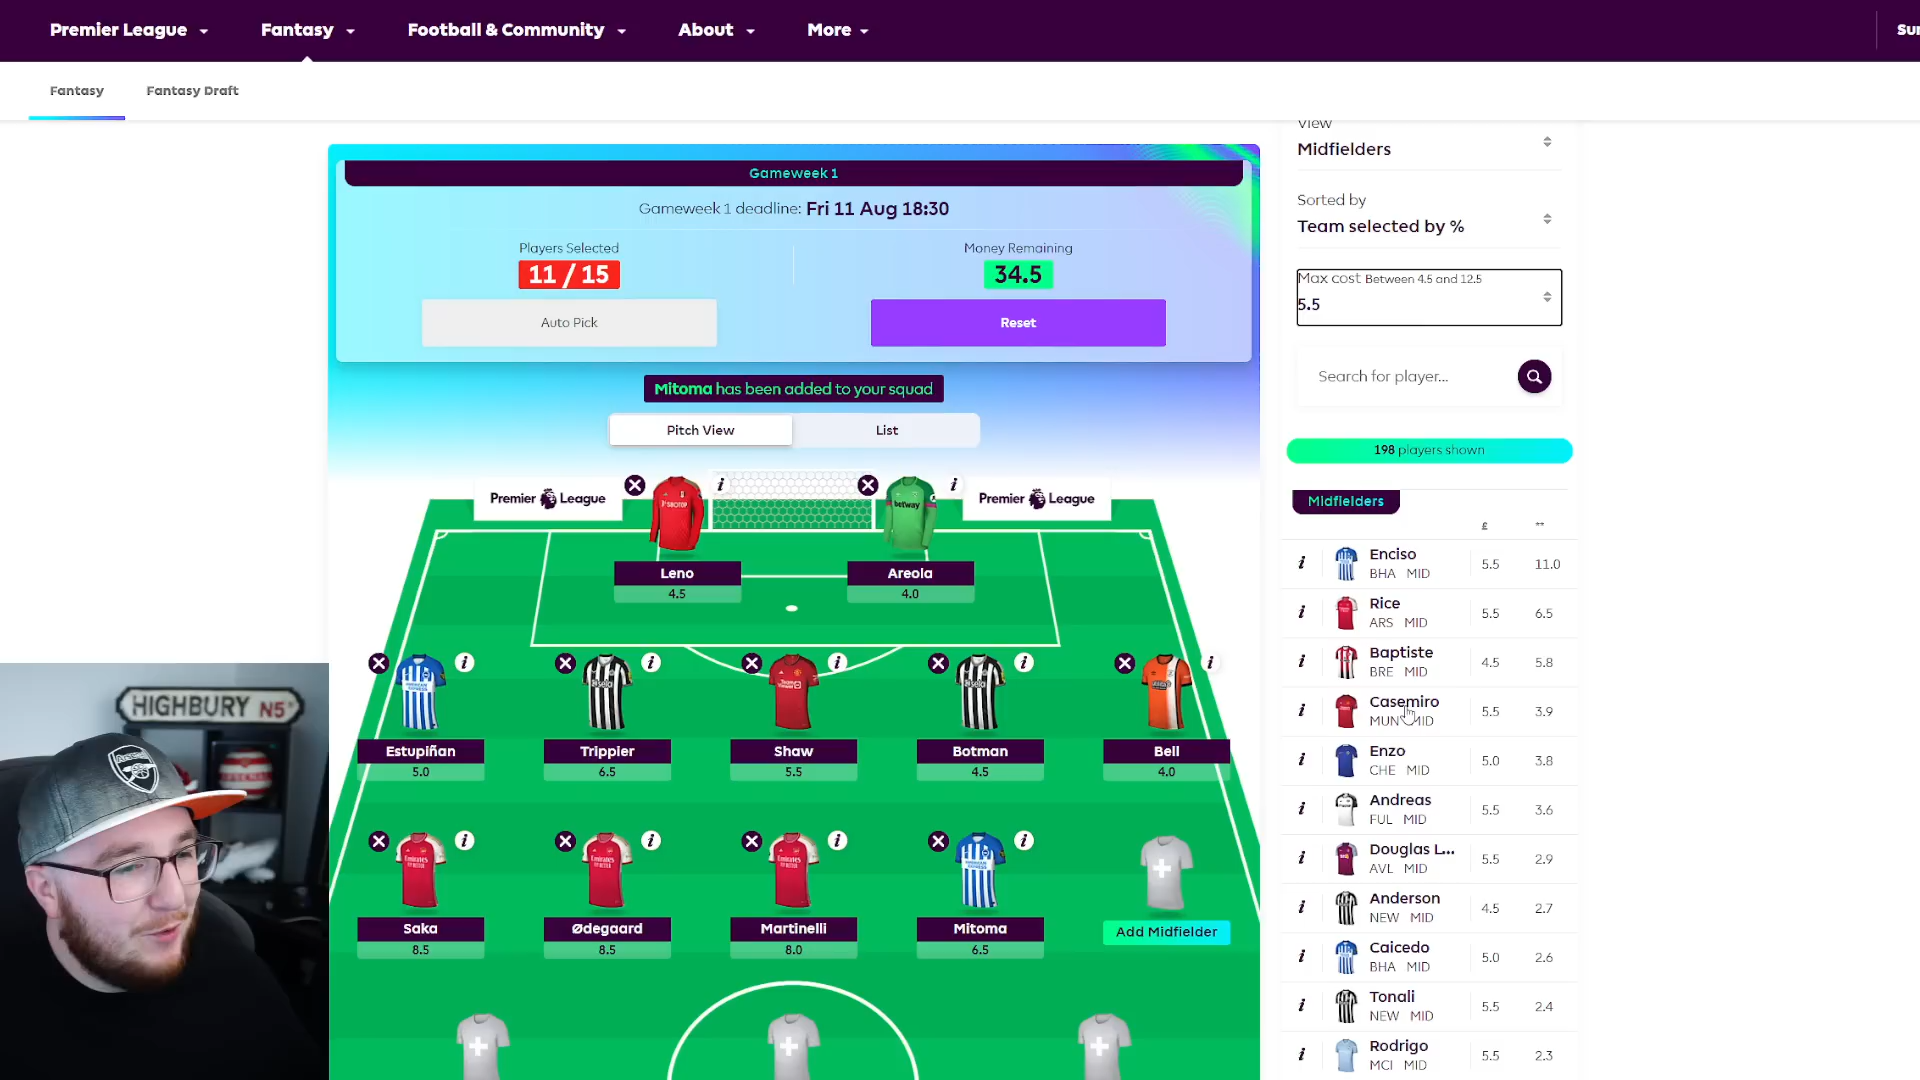 Premier League
Fantasy
Football & Community
About
More
Fantasy
Fantasy Draft
Gameweek 1
Gameweek 1 deadline: Fri 11 Aug 18:30
Players Selected
11 / 15
Money Remaining
34.5
Auto Pick
Reset
Mitoma has been added to your squad
Pitch View
List
Premier League
Premier League
betway
Leno
4.5
Areola
4.0
Estupiñan
5.0
Trippier
6.5
Shaw
5.5
Botman
4.5
Bell
4.0
Saka
8.5
Ødegaard
8.5
Martinelli
8.0
Mitoma
6.5
Add Midfielder
View
Midfielders
Sorted by
Team selected by %
Max cost Between 4.5 and 12.5
5.5
Search for player...
198 players shown
Midfielders
£ **
Enciso
BHA MID 5.5 11.0
Rice
ARS MID 5.5 6.5
Baptiste
BRE MID 4.5 5.8
Casemiro
MUN MID 5.5 3.9
Enzo
CHE MID 5.0 3.8
Andreas
FUL MID 5.5 3.6
Douglas L...
AVL MID 5.5 2.9
Anderson
NEW MID 4.5 2.7
Caicedo
BHA MID 5.0 2.6
Tonali
NEW MID 5.5 2.4
Rodrigo
MCI MID 5.5 2.3
HIGHBURY N5
Arsenal